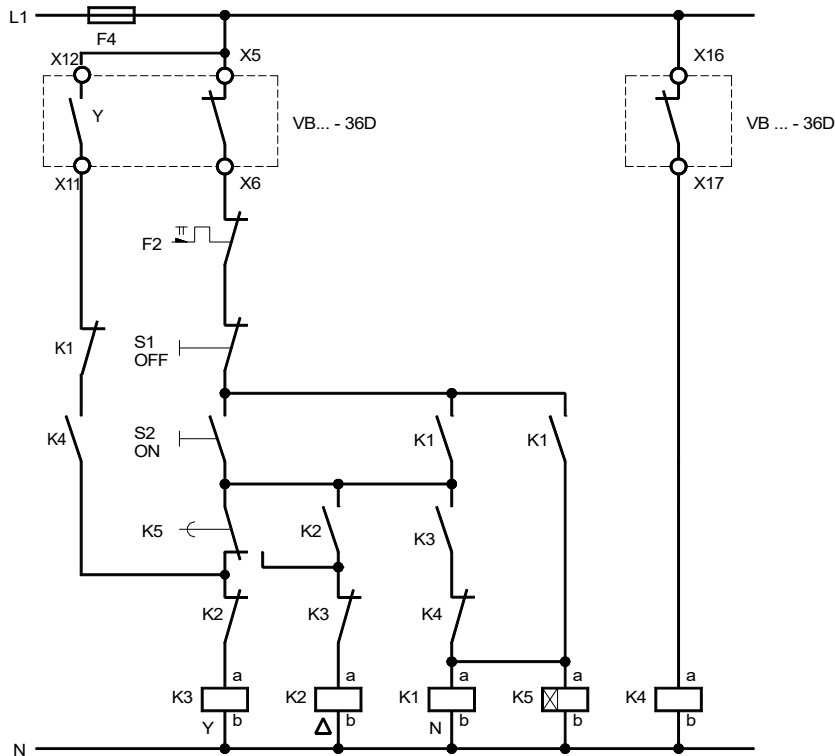 L1
F4
X12
X5
X16
Y
VB... - 36D
VB ... - 36D
X11
X6
X17
F2
K1
S1
OFF
K4
S2
ON
K1
K1
K5
K2
K3
K2
K3
K4
a
a
a
a
a
K3
K2
K1
K5
K4
b
b
b
b
b
Y
Δ
N
N